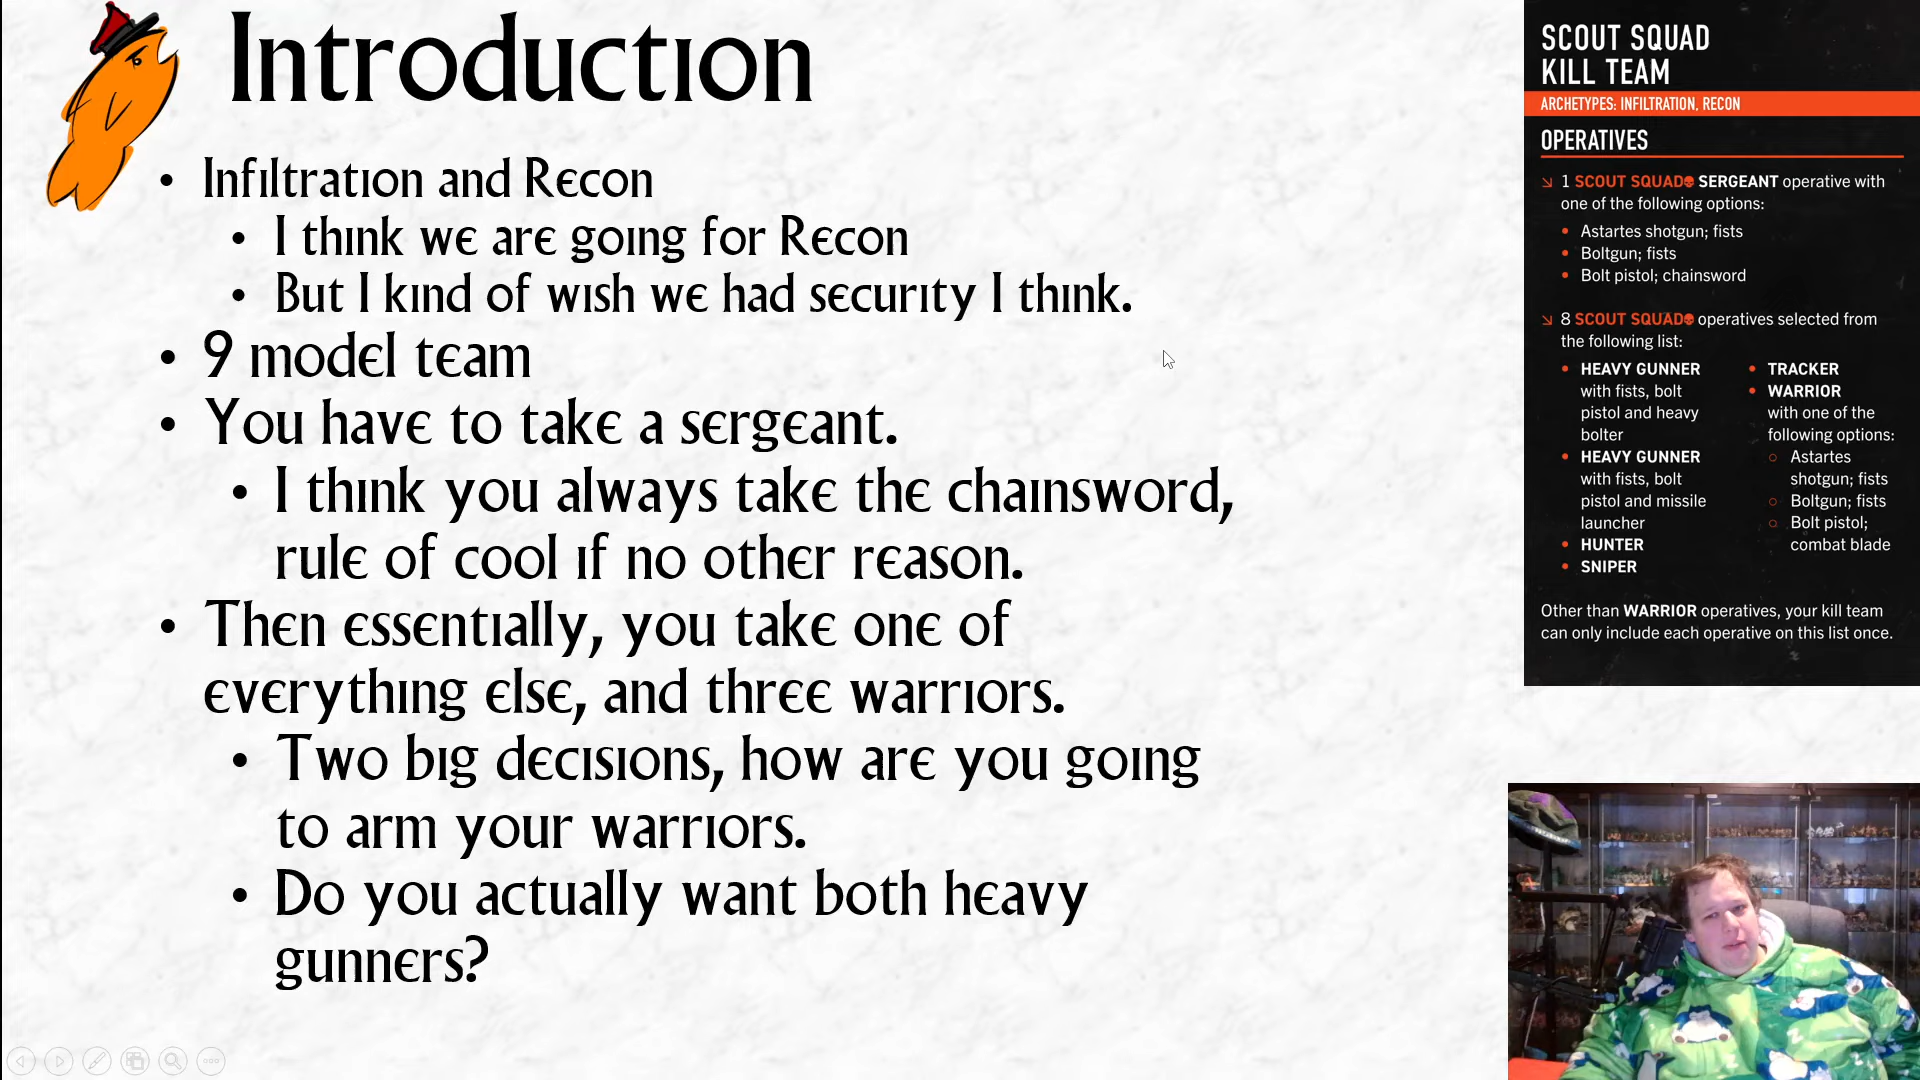 Introduction
• Infiltration and Recon
• I think we are going for Recon
• But I kind of wish we had security I think.
• 9 model team
• You have to take a sergeant.
• I think you always take the chainsword,
rule of cool if no other reason.
• Then essentially, you take one of
everything else, and three warriors.
• Two big decisions, how are you going
to arm your warriors.
• Do you actually want both heavy
gunners?
SCOUT SQUAD
KILL TEAM
ARCHETYPES: INFILTRATION, RECON
OPERATIVES
1 SCOUT SQUAD SERGEANT operative with
one of the following options:
• Astartes shotgun; fists
• Boltgun; fists
• Bolt pistol; chainsword
8 SCOUT SQUAD operatives selected from
the following list:
• HEAVY GUNNER
with fists, bolt
pistol and heavy
bolter
• HEAVY GUNNER
with fists, bolt
pistol and missile
launcher
• HUNTER
• SNIPER
• TRACKER
• WARRIOR
with one of the
following options:
○ Astartes
shotgun; fists
○ Boltgun; fists
○ Bolt pistol;
combat blade
Other than WARRIOR operatives, your kill team
can only include each operative on this list once.